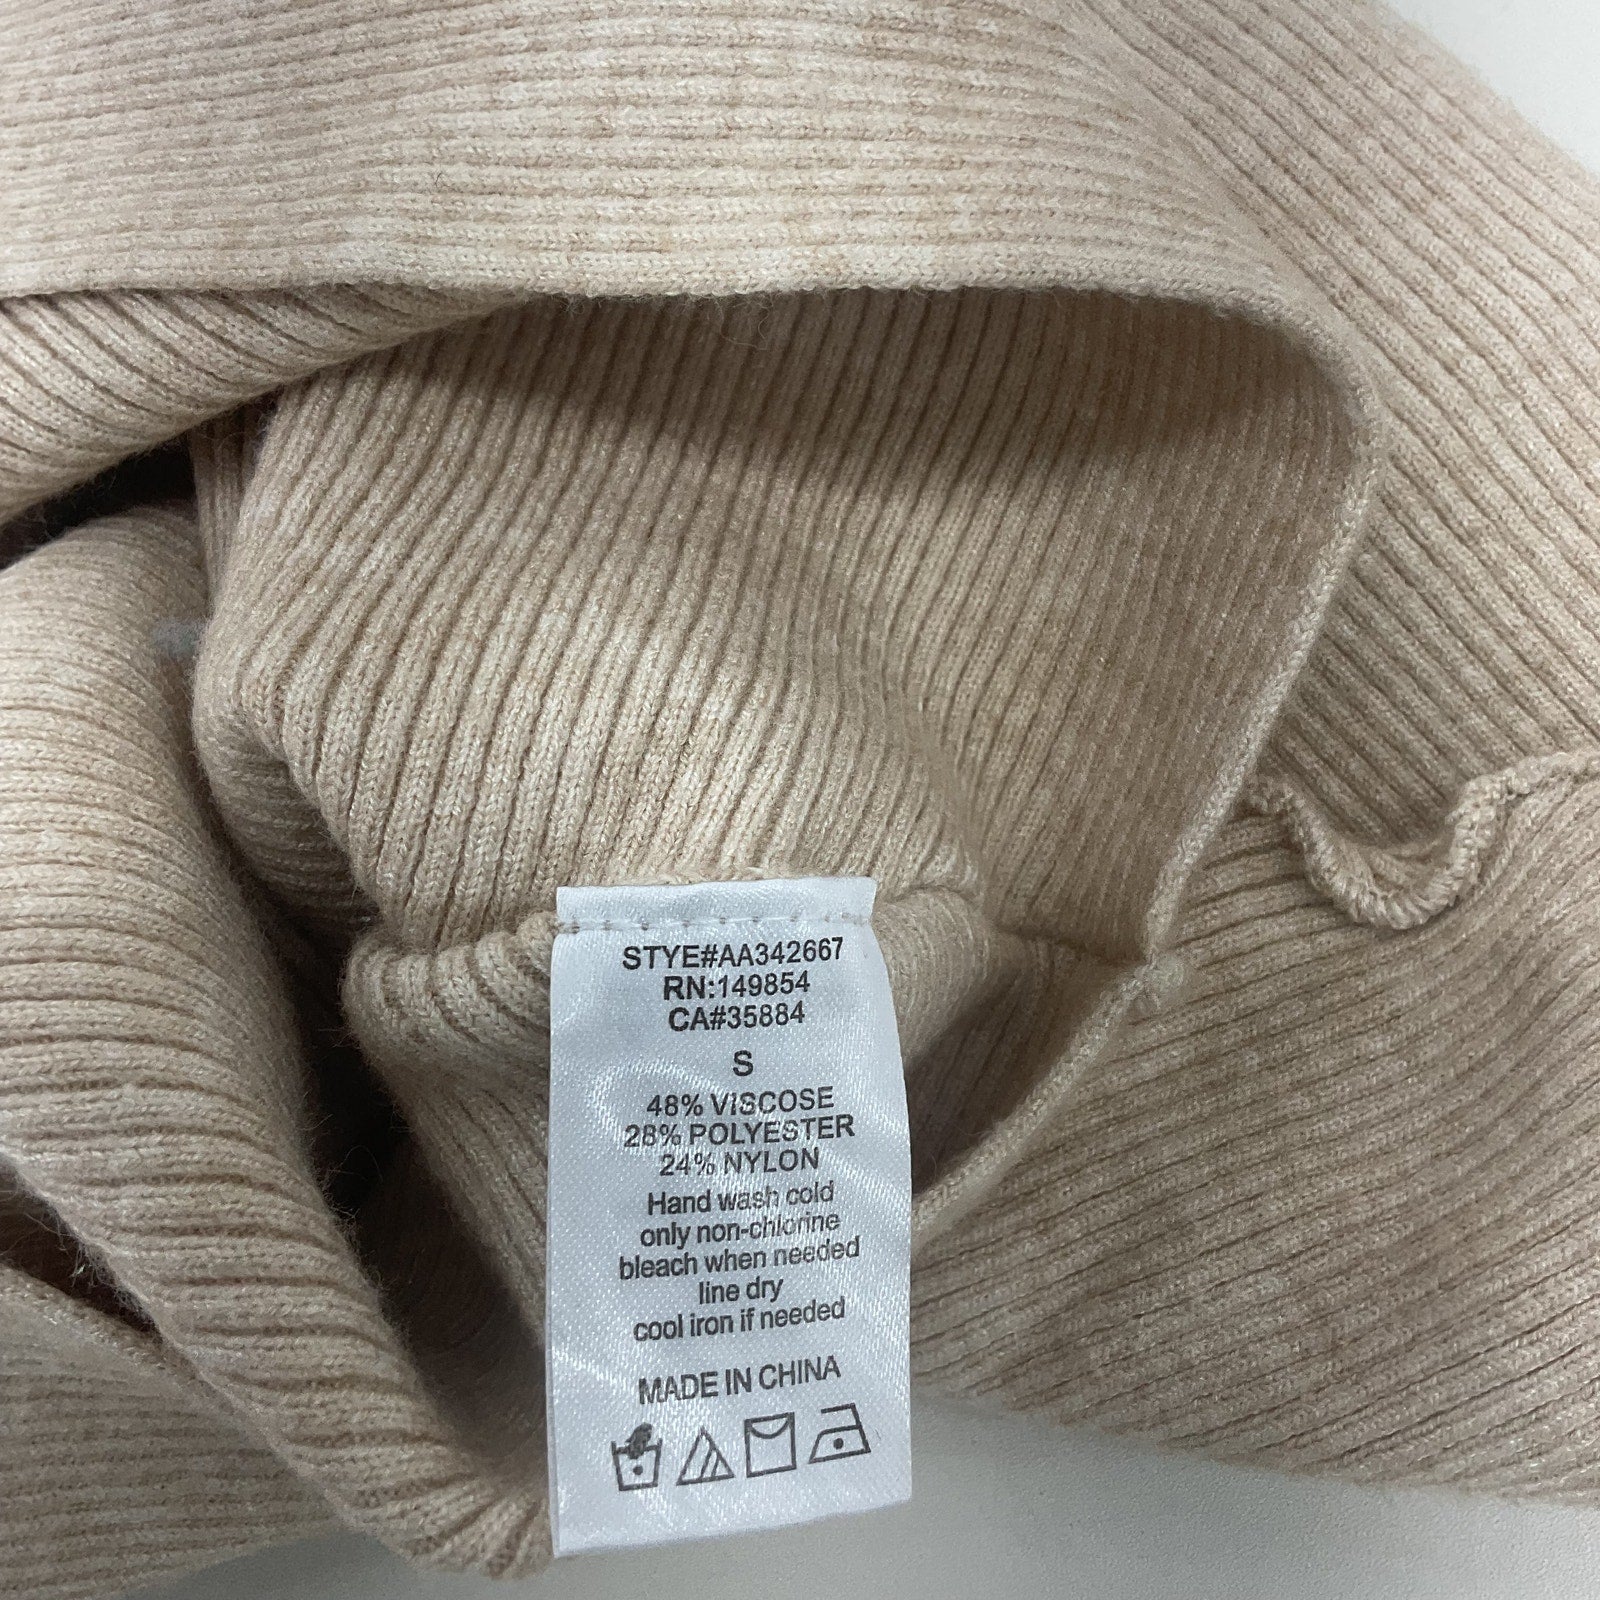 STYE#AA342667
RN:149854
CA#35884
S
48% VISCOSE
28% POLYESTER
24% NYLON
Hand wash cold
only non-chlorine
bleach when needed
line dry
cool iron if needed
MADE IN CHINA